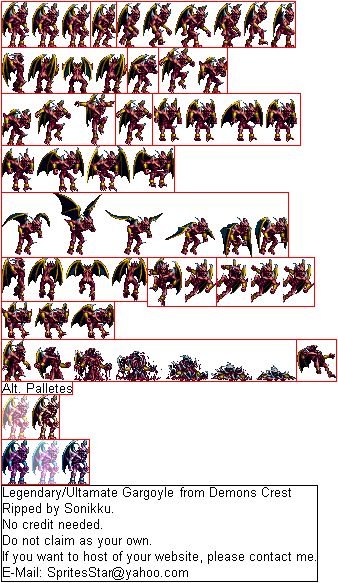 Alt. Palletes
Legendary/Ultamate Gargoyle from Demons Crest
Ripped by Sonikku.
No credit needed.
Do not claim as your own.
If you want to host of your website, please contact me.
E-Mail: SpritesStar@yahoo.com